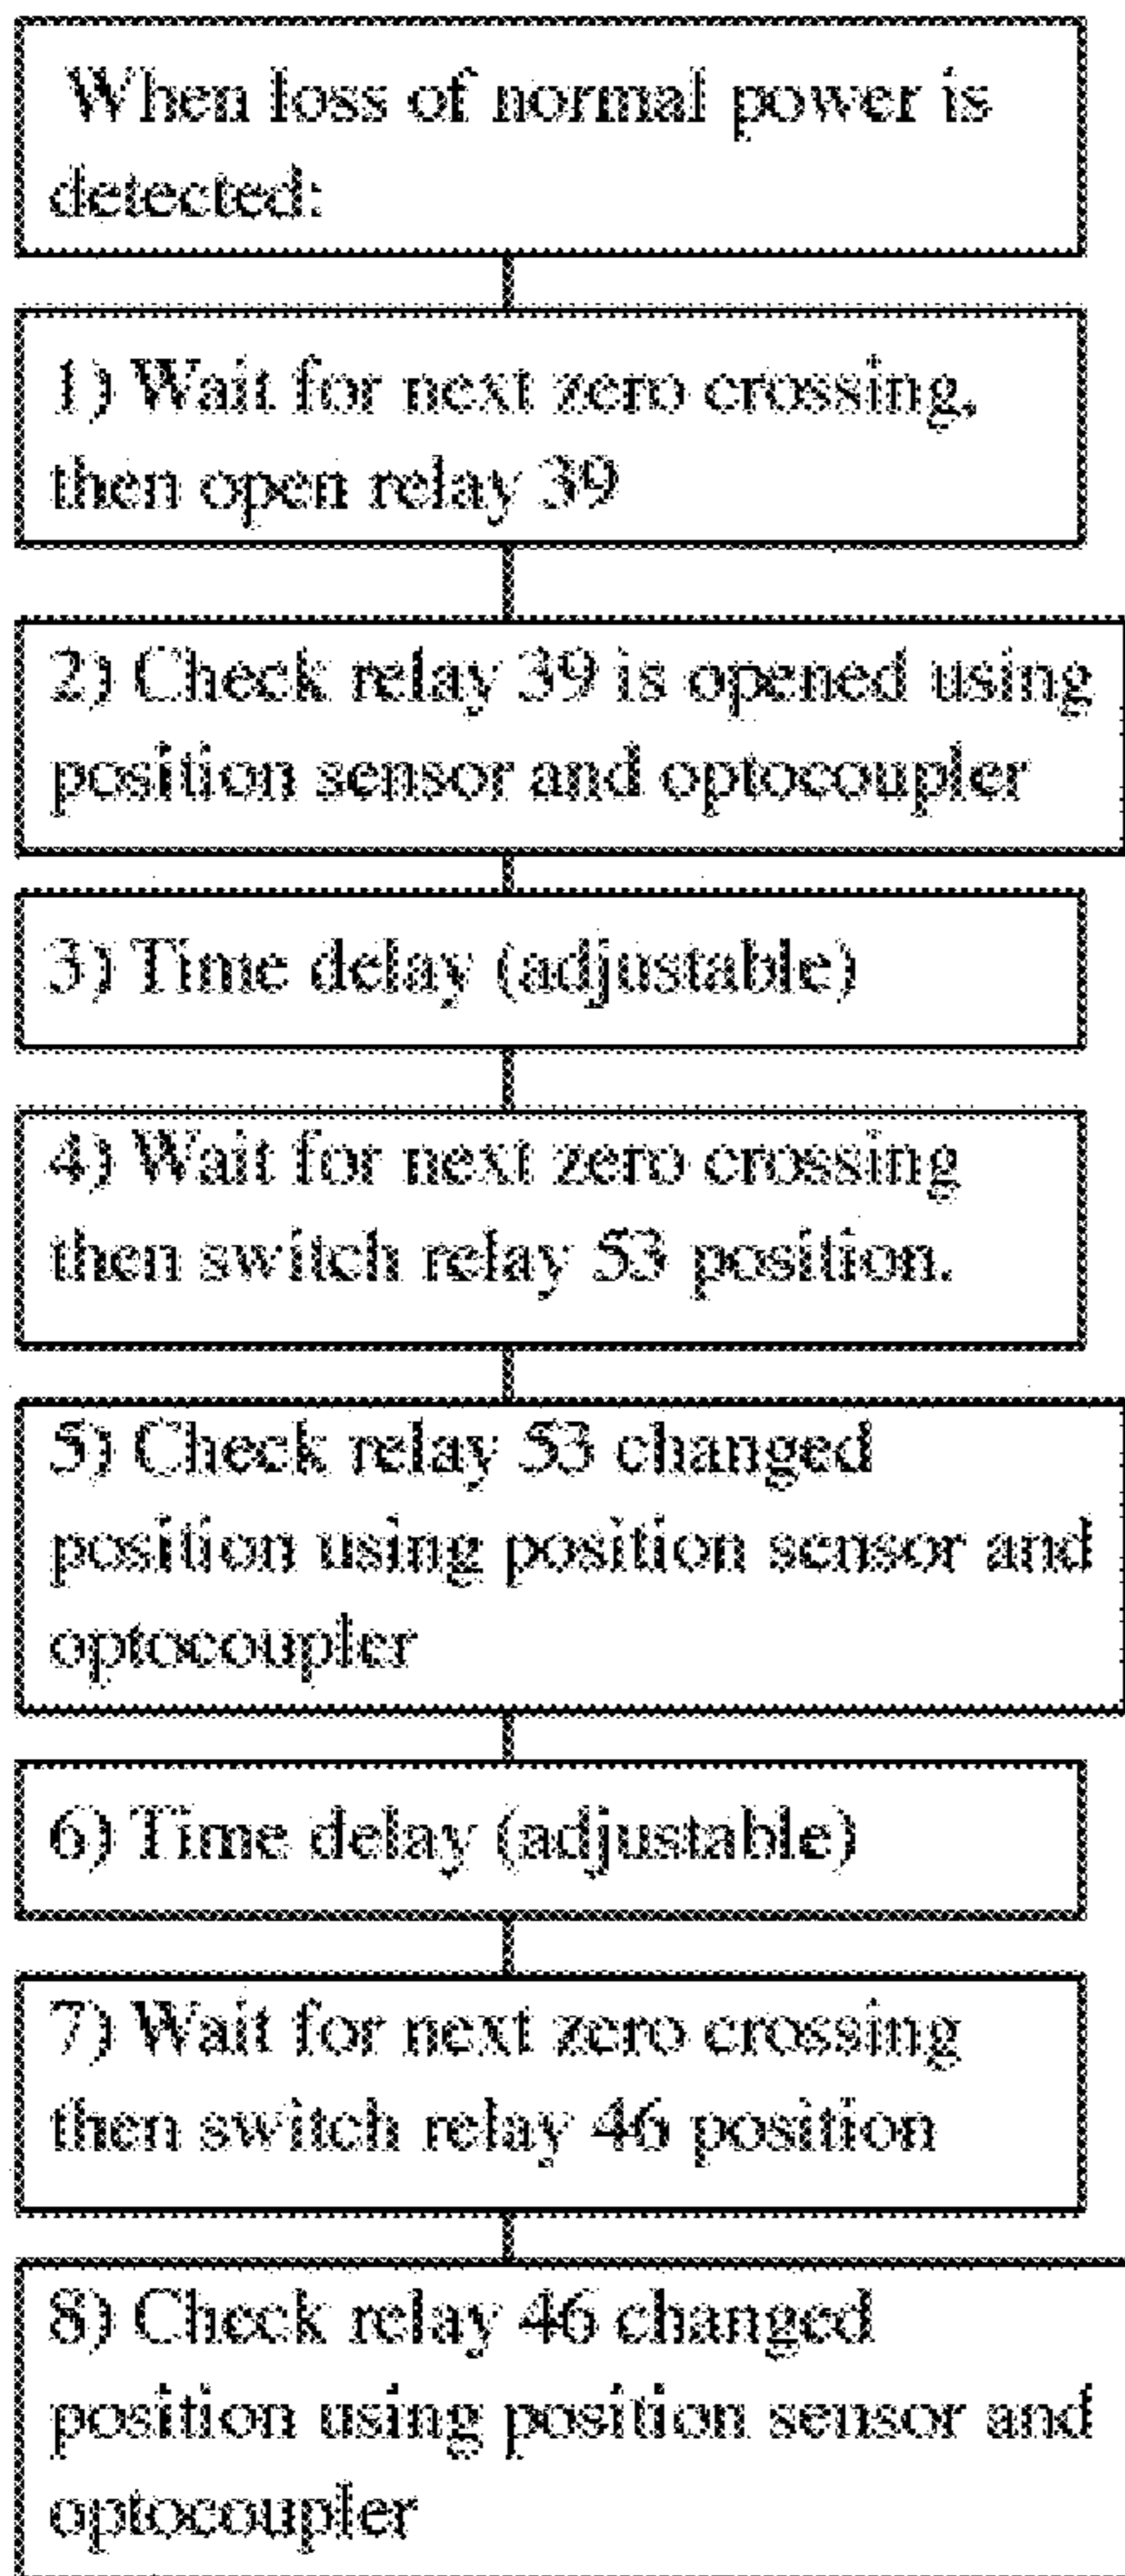 When loss of normal power is
detected:
1) Wait for next zero crossing,
then open relay 39
2) Check relay 39 is opened using
position sensor and optocoupler
3) Time delay (adjustable)
4) Wait for next zero crossing
then switch relay 53 position.
5) Check relay 53 changed
position using position sensor and
optocoupler
6) Time delay (adjustable)
7) Wait for next zero crossing
then switch relay 46 position
8) Check relay 46 changed
position using position sensor and
optocoupler